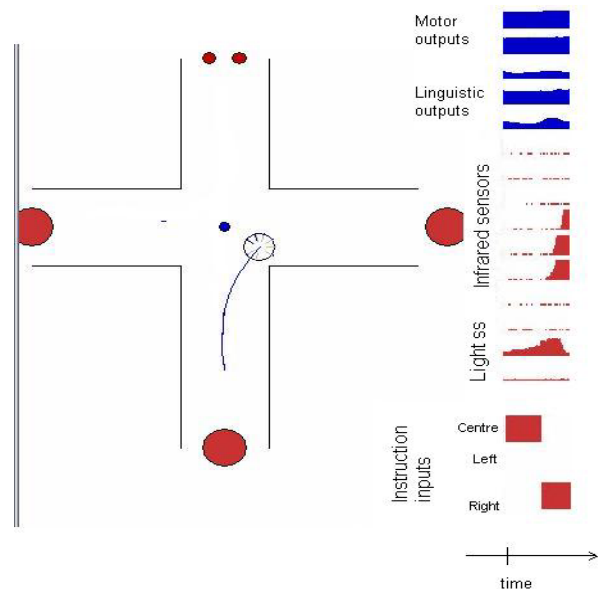 Motor
outputs
Linguistic
outputs
Infrared sensors
Light ss
Instruction
inputs
Centre
Left
Right
time